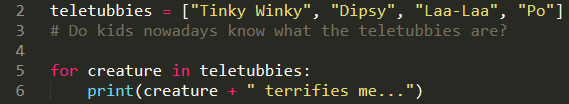 2 teletubbies = ["Tinky Winky", "Dipsy", "Laa-Laa", "Po"]
3 # Do kids nowadays know what the teletubbies are?
4
5 for creature in teletubbies:
6     print(creature + " terrifies me...")